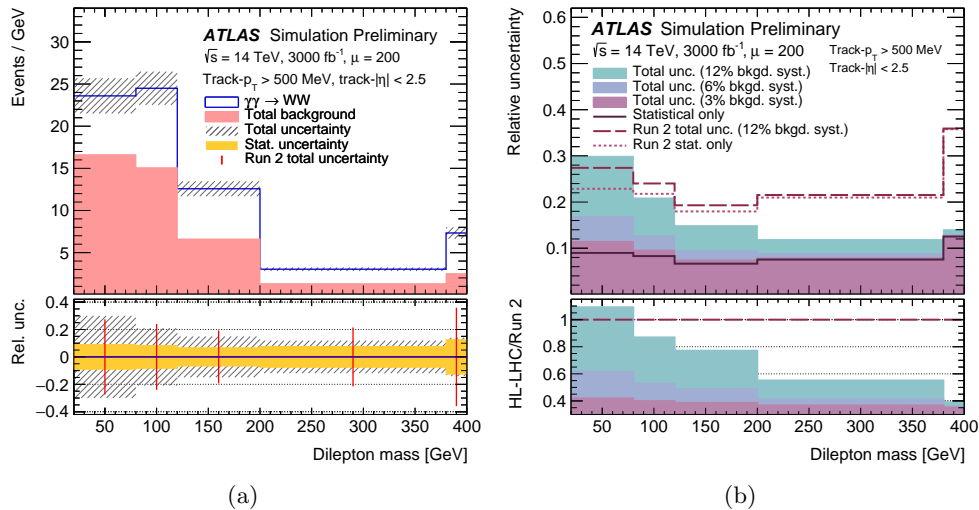 Events / GeV
30
25
20
15
10
5
ATLAS Simulation Preliminary
√s = 14 TeV, 3000 fb⁻¹, μ = 200
Track-p_T > 500 MeV, track-|η| < 2.5
γγ → WW
Total background
Total uncertainty
Stat. uncertainty
Run 2 total uncertainty
Rel. unc.
0.4
0.2
0
−0.2
−0.4
50 100 150 200 250 300 350 400
Dilepton mass [GeV]
(a)
Relative uncertainty
0.6
0.5
0.4
0.3
0.2
0.1
ATLAS Simulation Preliminary
√s = 14 TeV, 3000 fb⁻¹, μ = 200
Track-p_T > 500 MeV
Track-|η| < 2.5
Total unc. (12% bkgd. syst.)
Total unc. (6% bkgd. syst.)
Total unc. (3% bkgd. syst.)
Statistical only
Run 2 total unc. (12% bkgd. syst.)
Run 2 stat. only
HL-LHC/Run 2
1
0.8
0.6
0.4
50 100 150 200 250 300 350 400
Dilepton mass [GeV]
(b)